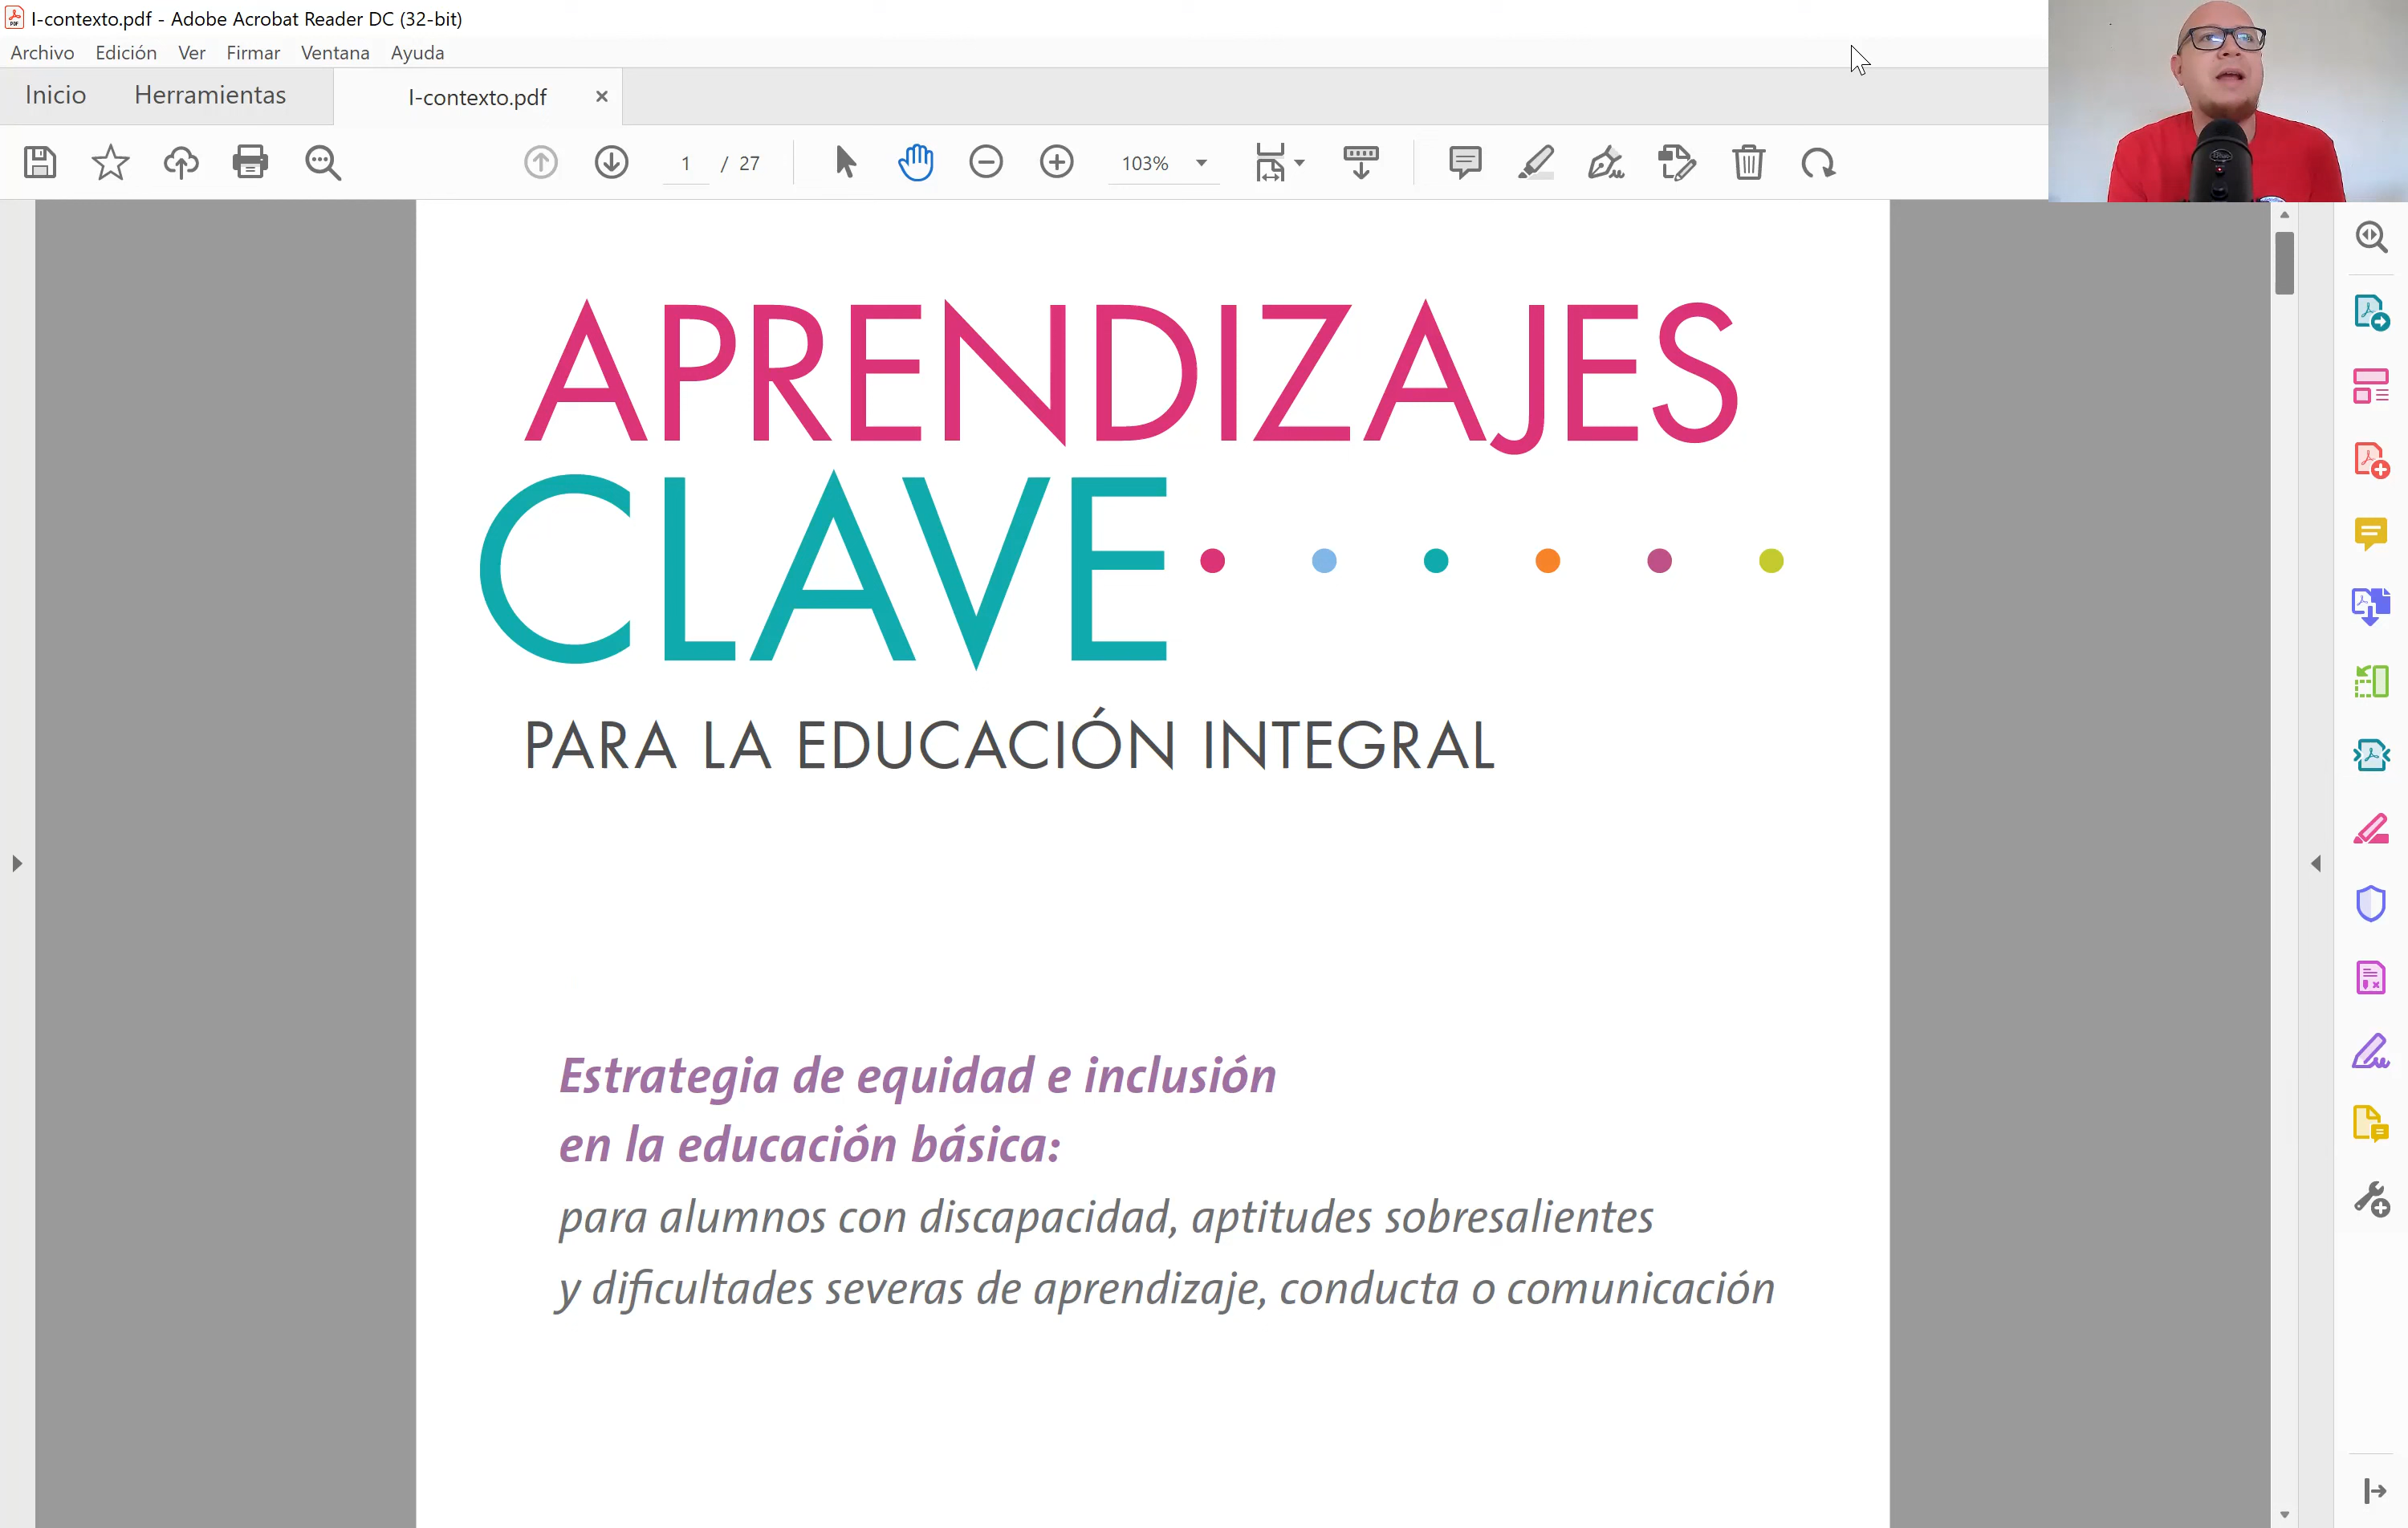 I-contexto.pdf - Adobe Acrobat Reader DC (32-bit)
Archivo Edición Ver Firmar Ventana Ayuda
Inicio Herramientas I-contexto.pdf
1 / 27 103%
APRENDIZAJES
CLAVE
PARA LA EDUCACIÓN INTEGRAL
Estrategia de equidad e inclusión
en la educación básica:
para alumnos con discapacidad, aptitudes sobresalientes
y dificultades severas de aprendizaje, conducta o comunicación